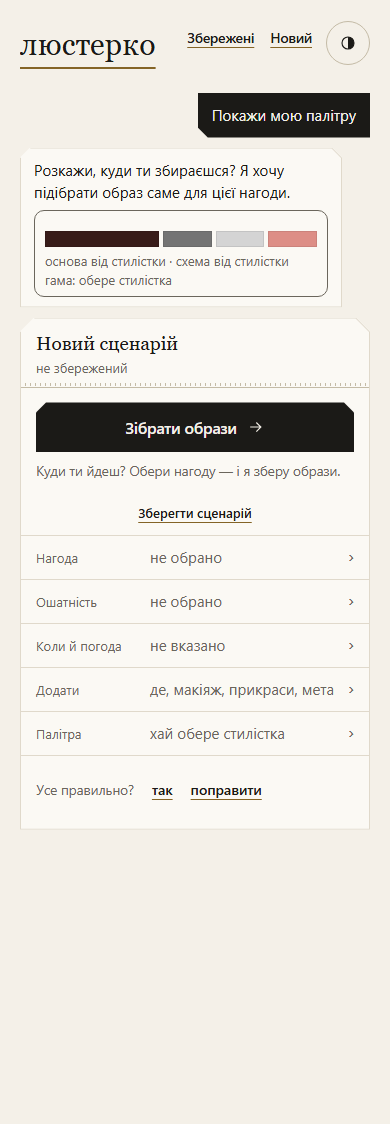 люстерко
Збережені Новий
Покажи мою палітру
Розкажи, куди ти збираєшся? Я хочу
підібрати образ саме для цієї нагоди.
основа від стилістки · схема від стилістки
гама: обере стилістка
Новий сценарій
не збережений
Зібрати образи →
Куди ти йдеш? Обери нагоду — і я зберу образи.
Зберегти сценарій
Нагода не обрано ›
Ошатність не обрано ›
Коли й погода не вказано ›
Додати де, макіяж, прикраси, мета ›
Палітра хай обере стилістка ›
Усе правильно? так поправити